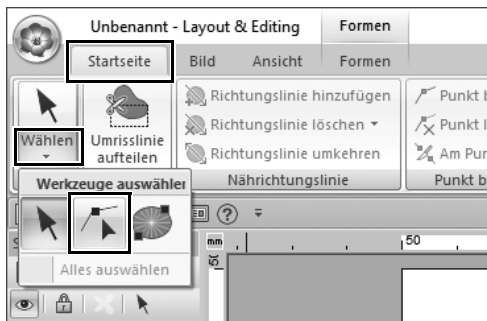 Unbenannt - Layout & Editing Formen
Startseite Bild Ansicht Formen
Wählen
Umrisslinie
aufteilen
Richtungslinie hinzufügen
Richtungslinie löschen
Richtungslinie umkehren
Nährichtungslinie
Punkt
Punkt
Am Pur
Punkt b
Werkzeuge auswähler
Alles auswählen
mm
50